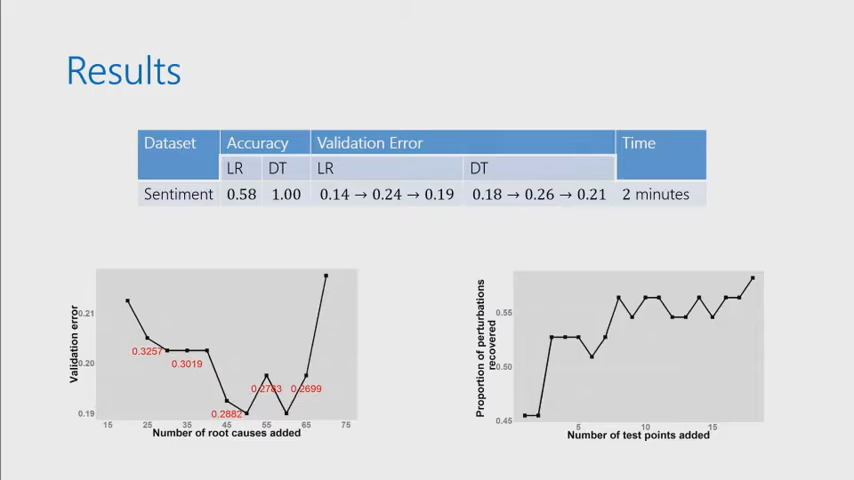 Results
Dataset Accuracy Validation Error Time
LR DT LR DT
Sentiment 0.58 1.00 0.14 → 0.24 → 0.19 0.18 → 0.26 → 0.21 2 minutes
Validation error
0.21
0.20
0.19
0.3257
0.3019
0.2882
0.2783
0.2699
15 25 35 45 55 65 75
Number of root causes added
Proportion of perturbations
recovered
0.55
0.50
0.45
5 10 15
Number of test points added